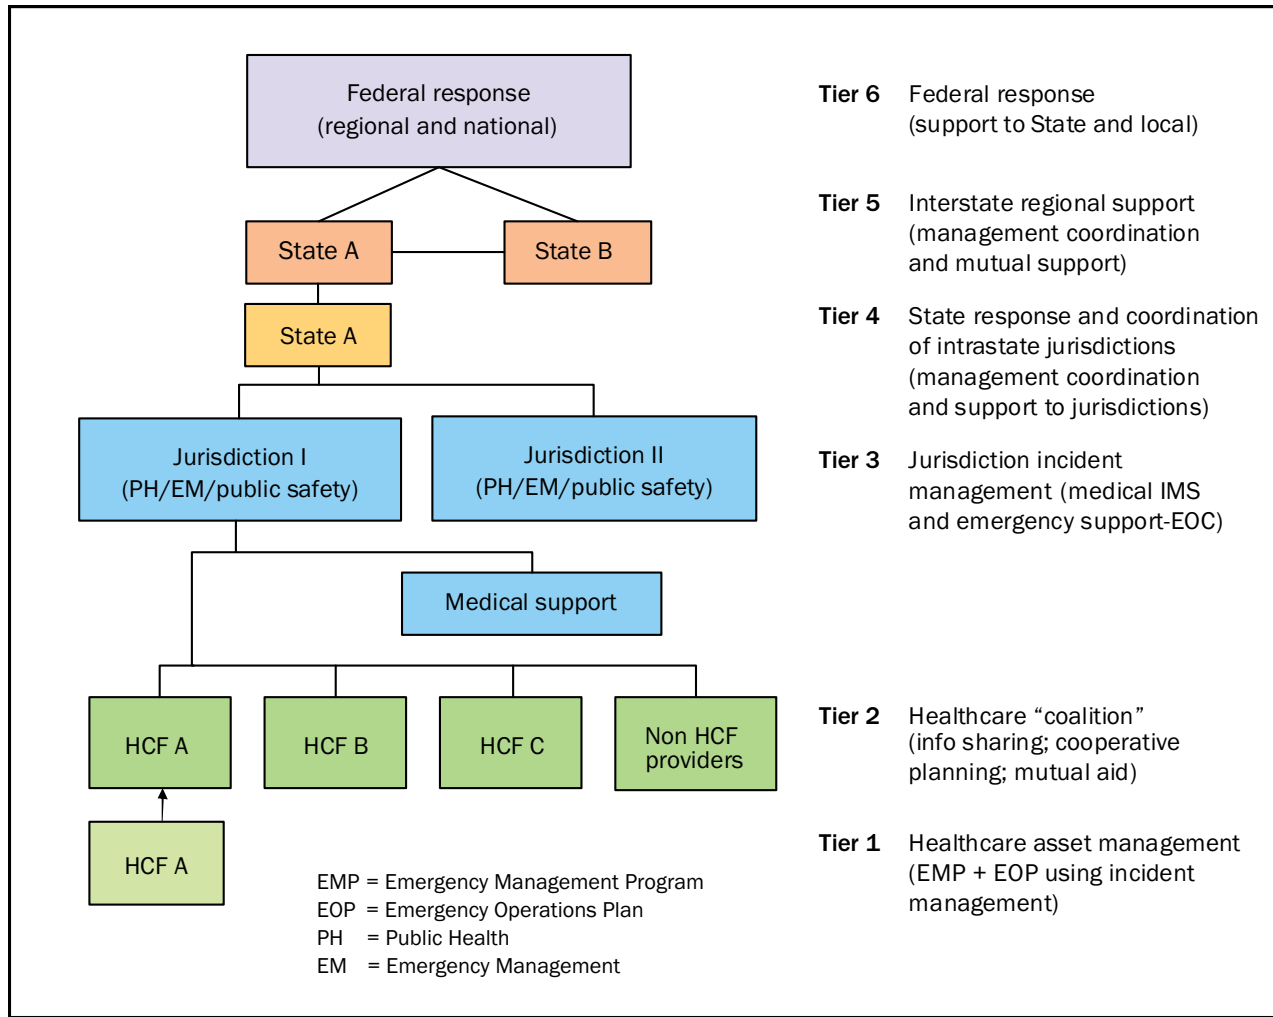 Federal response
(regional and national)
State A
State B
State A
Jurisdiction I
(PH/EM/public safety)
Jurisdiction II
(PH/EM/public safety)
Medical support
HCF A
HCF B
HCF C
Non HCF
providers
HCF A
EMP = Emergency Management Program
EOP = Emergency Operations Plan
PH = Public Health
EM = Emergency Management
Tier 6 Federal response
(support to State and local)
Tier 5 Interstate regional support
(management coordination
and mutual support)
Tier 4 State response and coordination
of intrastate jurisdictions
(management coordination
and support to jurisdictions)
Tier 3 Jurisdiction incident
management (medical IMS
and emergency support-EOC)
Tier 2 Healthcare “coalition”
(info sharing; cooperative
planning; mutual aid)
Tier 1 Healthcare asset management
(EMP + EOP using incident
management)